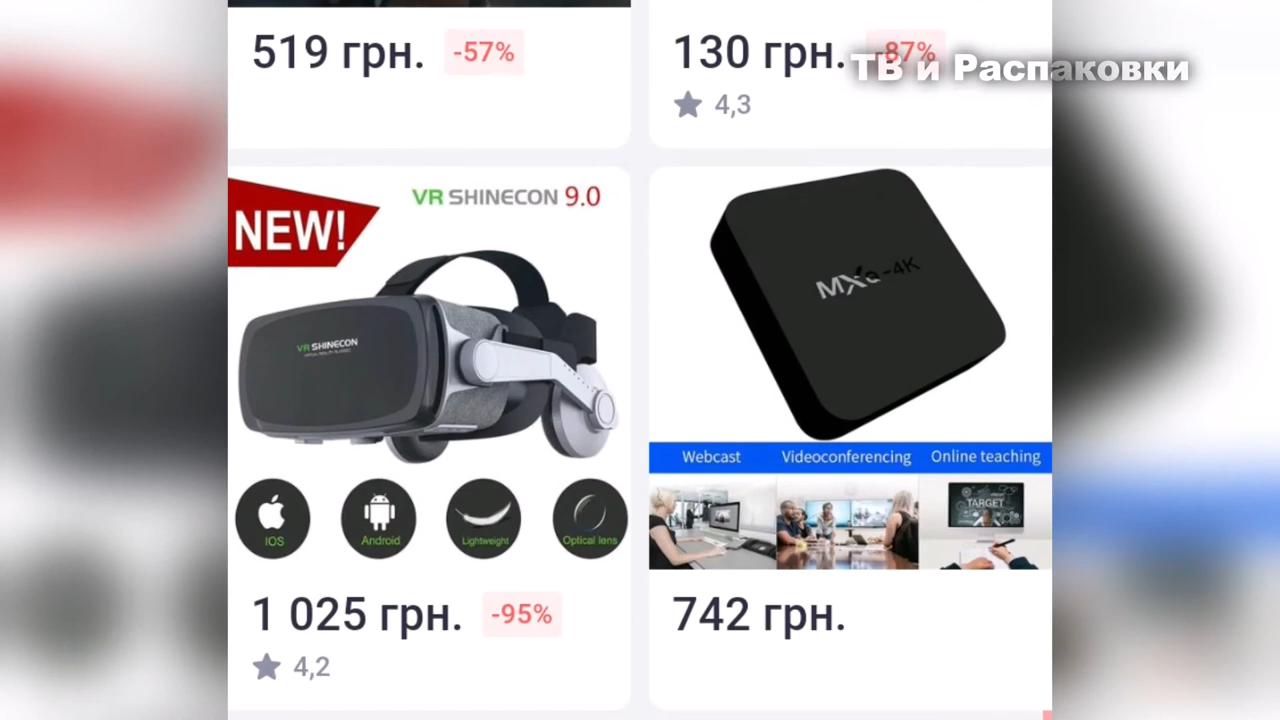 519 грн. -57%
130 грн. -87%
ТВ и Распаковки
4,3
NEW!
VR SHINECON 9.0
VR SHINECON
MXQ-4K
Webcast Videoconferencing Online teaching
TARGET
IOS Android Lightweight Optical lens
1 025 грн. -95%
4,2
742 грн.